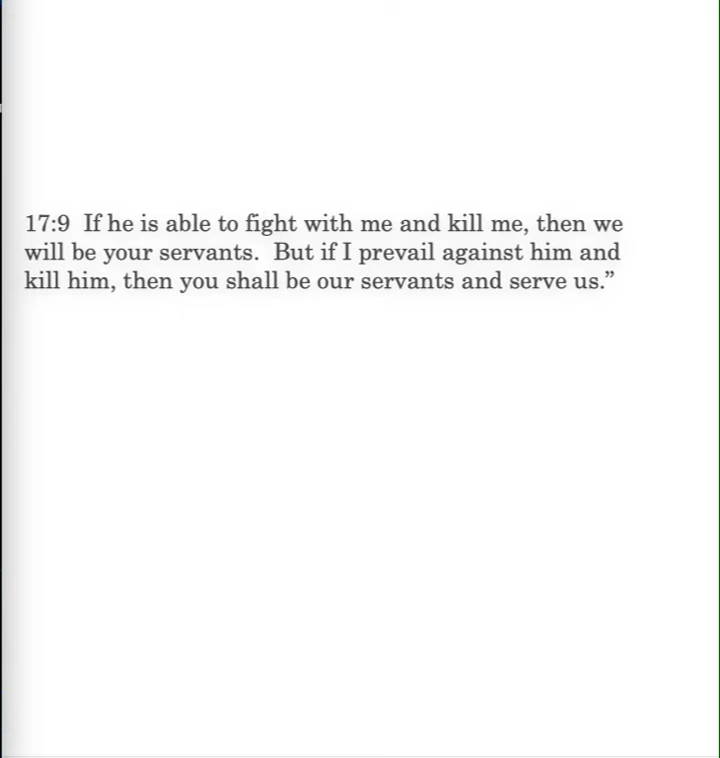 17:9  If he is able to fight with me and kill me, then we
will be your servants.  But if I prevail against him and
kill him, then you shall be our servants and serve us.”